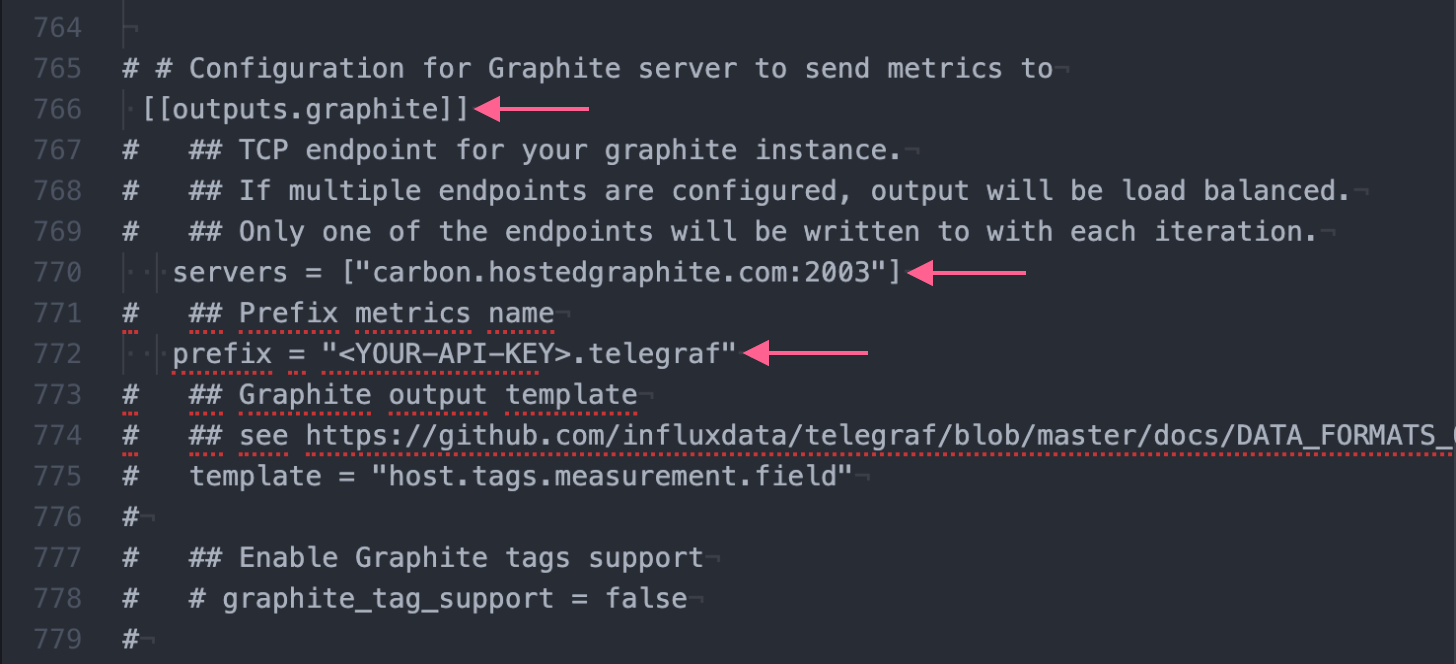 764
765 # # Configuration for Graphite server to send metrics to¬
766 [[outputs.graphite]]
767 #   ## TCP endpoint for your graphite instance.¬
768 #   ## If multiple endpoints are configured, output will be load balanced.¬
769 #   ## Only one of the endpoints will be written to with each iteration.¬
770   servers = ["carbon.hostedgraphite.com:2003"]
771 #   ## Prefix metrics name¬
772   prefix = "<YOUR-API-KEY>.telegraf"
773 #   ## Graphite output template¬
774 #   ## see https://github.com/influxdata/telegraf/blob/master/docs/DATA_FORMATS_
775 #   template = "host.tags.measurement.field"¬
776 #¬
777 #   ## Enable Graphite tags support¬
778 #   # graphite_tag_support = false¬
779 #¬